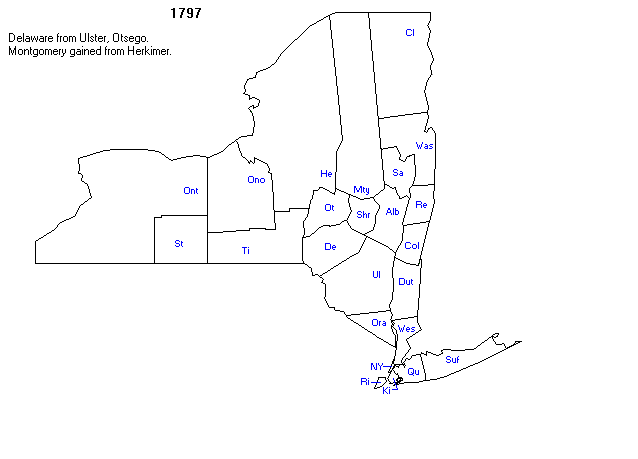 1797
Delaware from Ulster, Otsego.
Montgomery gained from Herkimer.
Cl
Was
Sa
He
Ono
Ont
Mty
Re
Ot
Shr
Alb
St
Ti
De
Col
Ul
Dut
Ora
Wes
Suf
NY
Qu
Ri
Ki